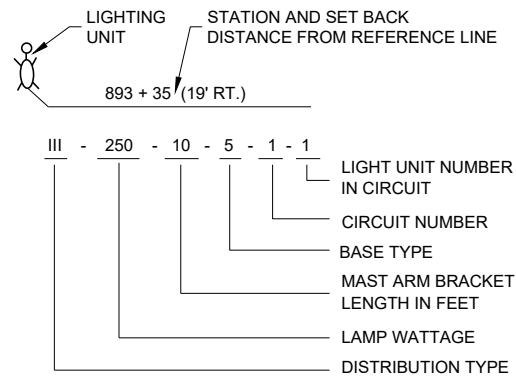 LIGHTING
UNIT
STATION AND SET BACK
DISTANCE FROM REFERENCE LINE
893 + 35 (19' RT.)
III - 250 - 10 - 5 - 1 - 1
LIGHT UNIT NUMBER
IN CIRCUIT
CIRCUIT NUMBER
BASE TYPE
MAST ARM BRACKET
LENGTH IN FEET
LAMP WATTAGE
DISTRIBUTION TYPE